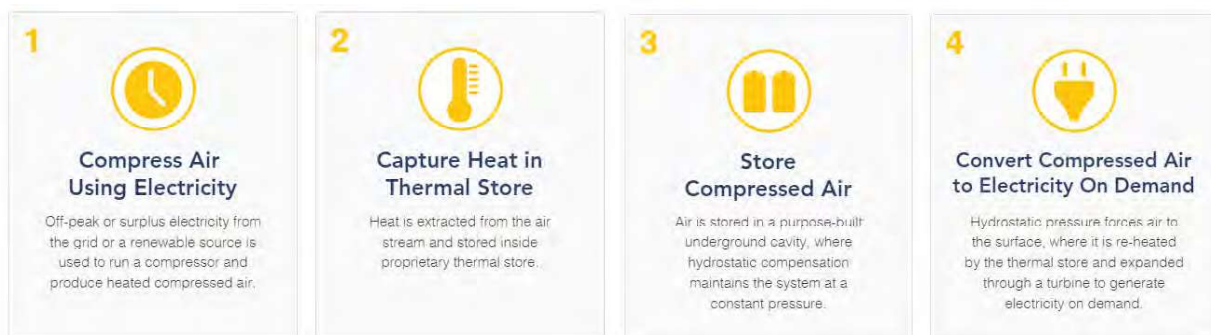 1
Compress Air
Using Electricity
Off-peak or surplus electricity from
the grid or a renewable source is
used to run a compressor and
produce heated compressed air.
2
Capture Heat in
Thermal Store
Heat is extracted from the air
stream and stored inside
proprietary thermal store.
3
Store
Compressed Air
Air is stored in a purpose-built
underground cavity, where
hydrostatic compensation
maintains the system at a
constant pressure.
4
Convert Compressed Air
to Electricity On Demand
Hydrostatic pressure forces air to
the surface, where it is re-heated
by the thermal store and expanded
through a turbine to generate
electricity on demand.